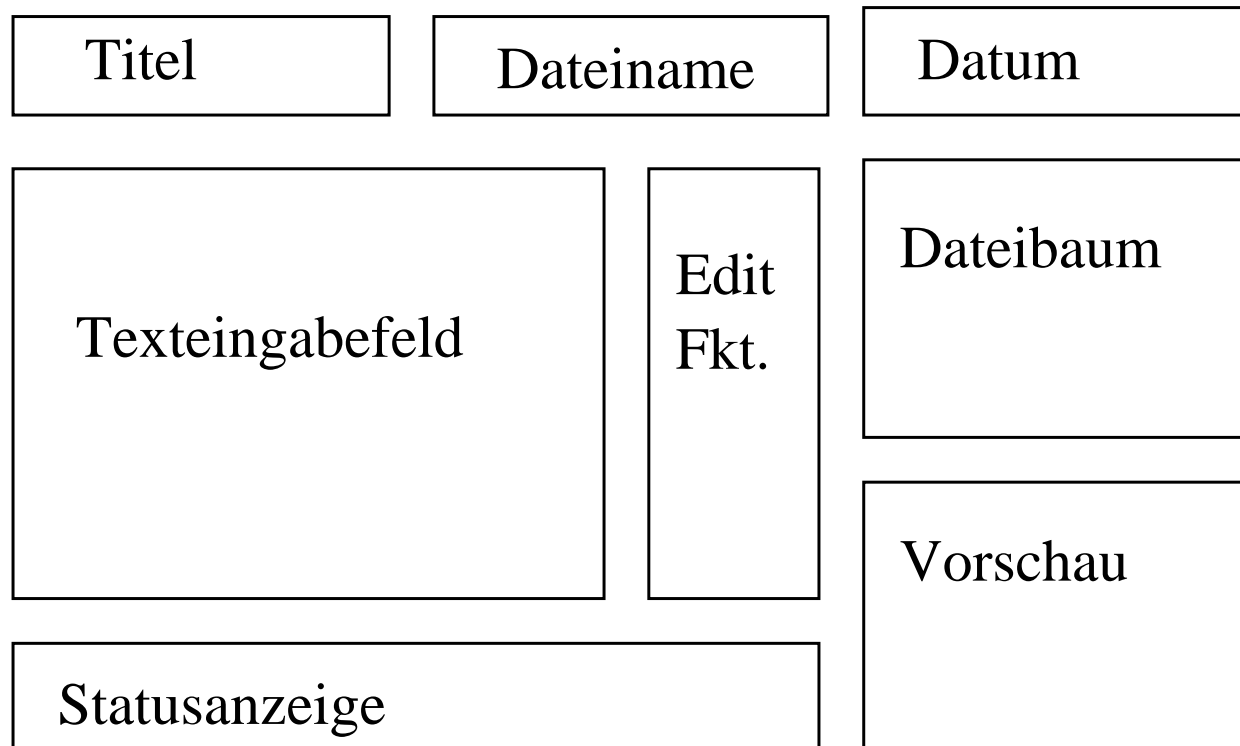 Titel
Dateiname
Datum
Texteingabefeld
Edit
Fkt.
Dateibaum
Vorschau
Statusanzeige